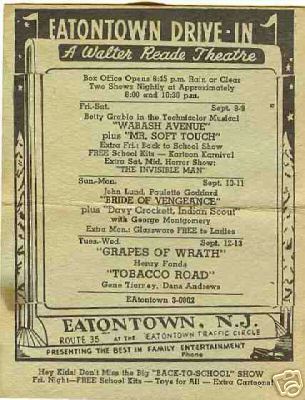 EATONTOWN DRIVE-IN
A Walter Reade Theatre
Box Office Opens 6:45 p.m. Rain or Clear
Two Shows Nightly at Approximately
8:00 and 10:30 p.m.
Fri.-Sat. Sept. 8-9
Betty Grable in the Technicolor Musical
"WABASH AVENUE"
plus "MR. SOFT TOUCH"
Extra Fri: Back to School Show
FREE School Kits — Kartoon Karnival
Extra Sat. Mid. Horror Show:
"THE INVISIBLE MAN"
Sun.-Mon. Sept. 10-11
John Lund, Paulette Goddard
"BRIDE OF VENGEANCE"
plus "Davy Crockett, Indian Scout"
with George Montgomery
Extra Mon.: Glassware FREE to Ladies
Tues.-Wed. Sept. 12-13
"GRAPES OF WRATH"
Henry Fonda
"TOBACCO ROAD"
Gene Tierney, Dana Andrews
EAtontown 3-0002
EATONTOWN, N.J.
ROUTE 35 AT THE EATONTOWN TRAFFIC CIRCLE
PRESENTING THE BEST IN FAMILY ENTERTAINMENT
Phone
Hey Kids! Don't Miss the Big "BACK-TO-SCHOOL" SHOW
Fri. Night—FREE School Kits — Toys for All — Extra Cartoons!